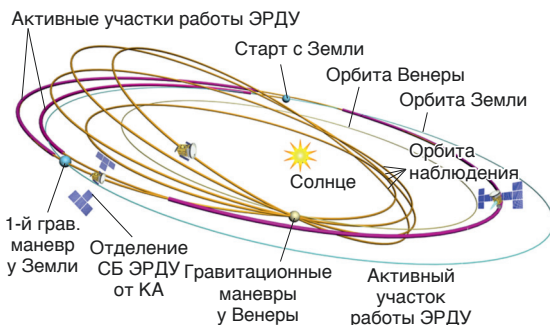 Активные участки работы ЭРДУ
Старт с Земли
Орбита Венеры
Орбита Земли
Орбита
наблюдения
Солнце
1-й грав.
маневр
у Земли
Отделение
СБ ЭРДУ
от КА
Гравитационные
маневры
у Венеры
Активный
участок
работы ЭРДУ